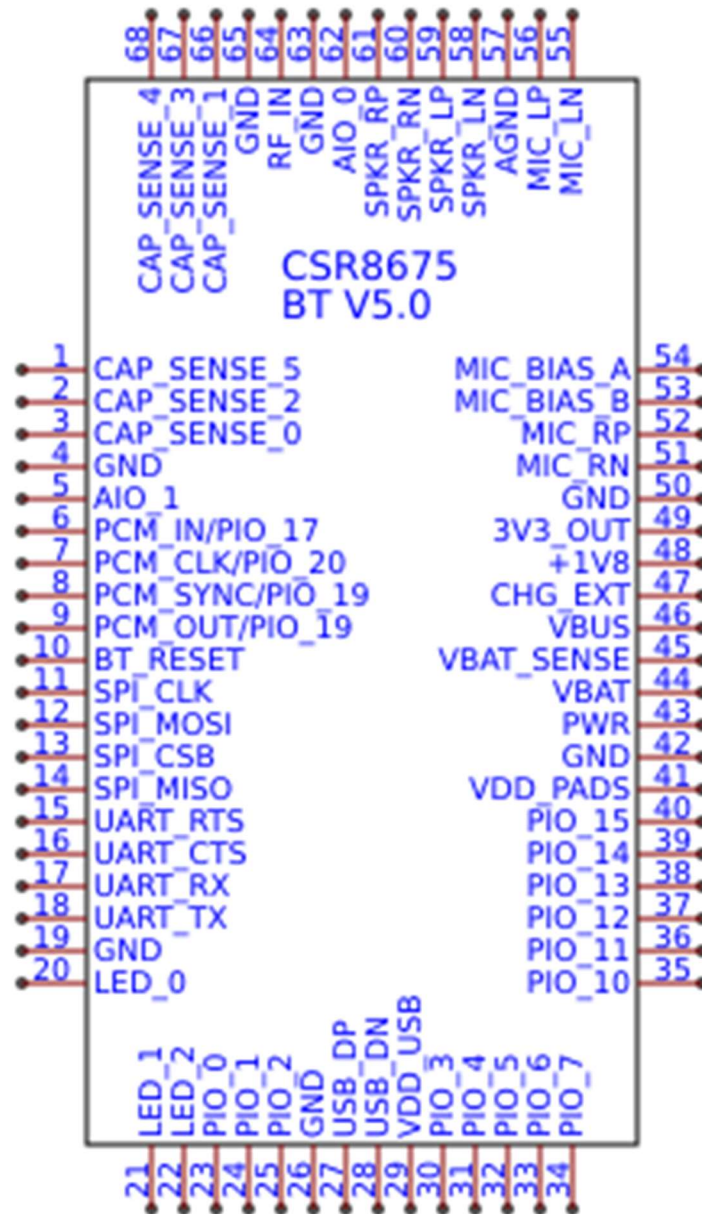 68 67 66 65 64 63 62 61 60 59 58 57 56 55
CAP_SENSE_4
CAP_SENSE_3
CAP_SENSE_1
GND
RF_IN
GND
AIO_0
SPKR_RP
SPKR_RN
SPKR_LP
SPKR_LN
AGND
MIC_LP
MIC_LN
CSR8675
BT V5.0
1 CAP_SENSE_5 MIC_BIAS_A 54
2 CAP_SENSE_2 MIC_BIAS_B 53
3 CAP_SENSE_0 MIC_RP 52
4 GND MIC_RN 51
5 AIO_1 GND 50
6 PCM_IN/PIO_17 3V3_OUT 49
7 PCM_CLK/PIO_20 +1V8 48
8 PCM_SYNC/PIO_19 CHG_EXT 47
9 PCM_OUT/PIO_19 VBUS 46
10 BT_RESET VBAT_SENSE 45
11 SPI_CLK VBAT 44
12 SPI_MOSI PWR 43
13 SPI_CSB GND 42
14 SPI_MISO VDD_PADS 41
15 UART_RTS PIO_15 40
16 UART_CTS PIO_14 39
17 UART_RX PIO_13 38
18 UART_TX PIO_12 37
19 GND PIO_11 36
20 LED_0 PIO_10 35
LED_1
LED_2
PIO_0
PIO_1
PIO_2
GND
USB_DP
USB_DN
VDD_USB
PIO_3
PIO_4
PIO_5
PIO_6
PIO_7
21 22 23 24 25 26 27 28 29 30 31 32 33 34